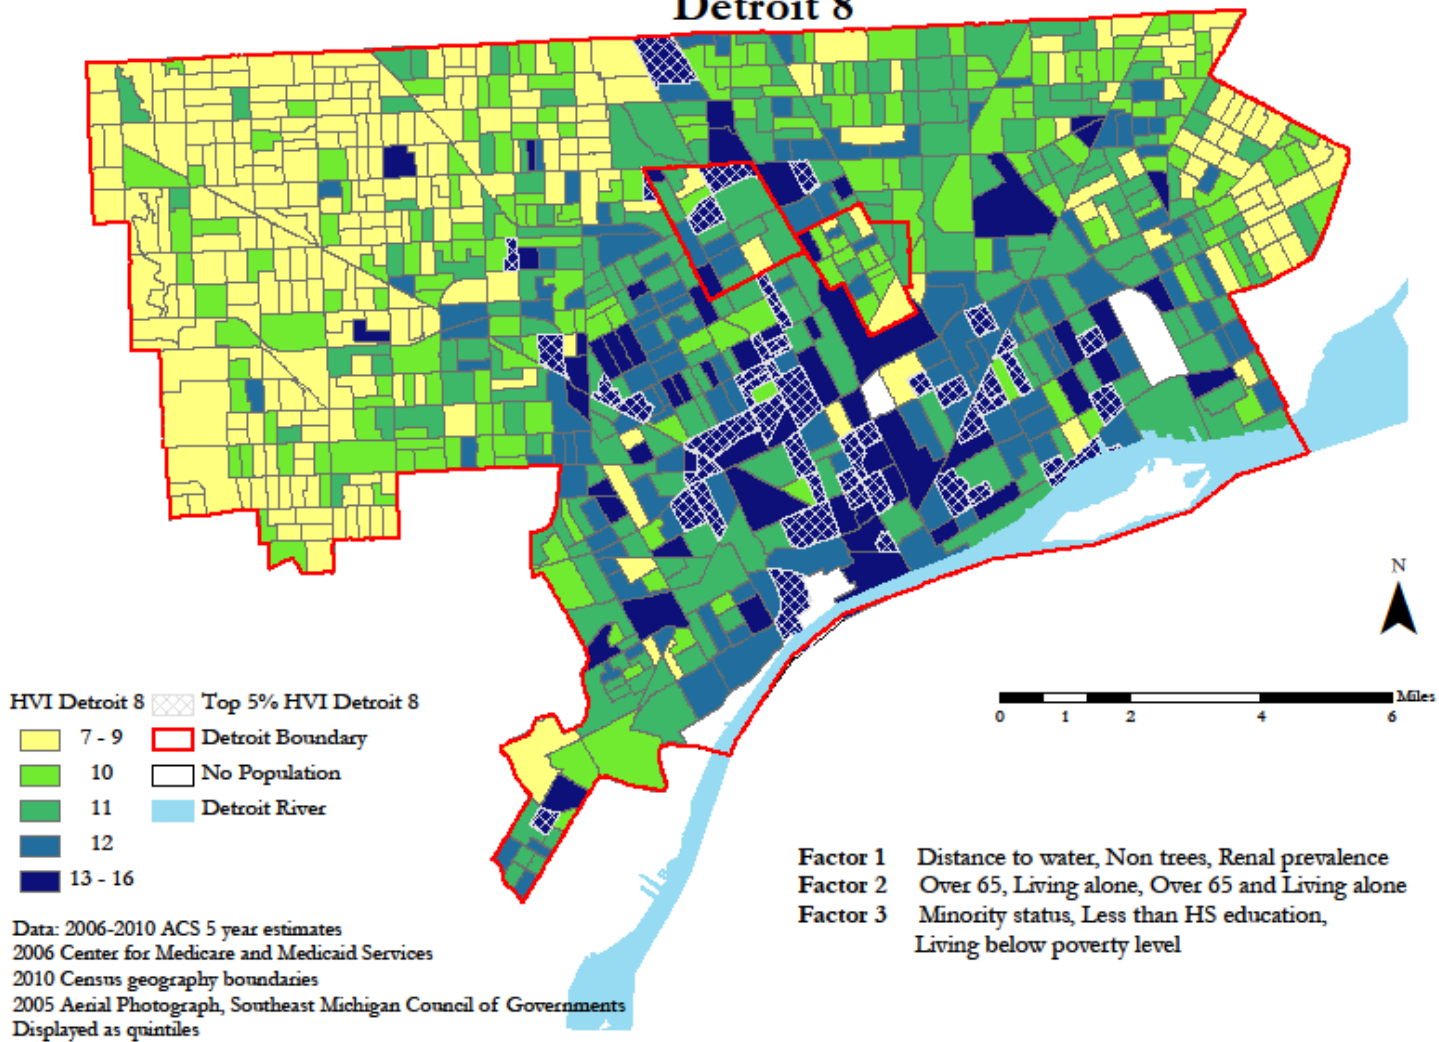 Detroit 8
N
Miles
0 1 2 4 6
HVI Detroit 8
7 - 9
10
11
12
13 - 16
Top 5% HVI Detroit 8
Detroit Boundary
No Population
Detroit River
Factor 1 Distance to water, Non trees, Renal prevalence
Factor 2 Over 65, Living alone, Over 65 and Living alone
Factor 3 Minority status, Less than HS education,
Living below poverty level
Data: 2006-2010 ACS 5 year estimates
2006 Center for Medicare and Medicaid Services
2010 Census geography boundaries
2005 Aerial Photograph, Southeast Michigan Council of Governments
Displayed as quintiles